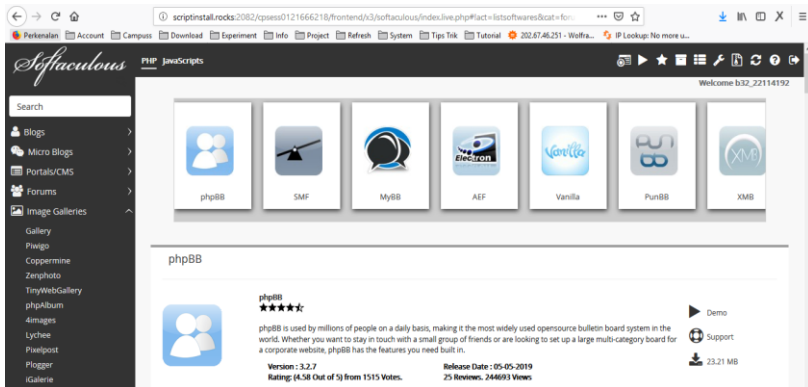 scriptinstall.rocks:2082/cpsess0121666218/frontend/x3/softaculous/index.live.php#act=listsoftwares&cat=foru
Perkenalan Account Campuss Download Experiment Info Project Refresh System Tips Trik Tutorial 202.67.46.251 - Wolfra... IP Lookup: No more u...
Softaculous PHP JavaScripts
Welcome b32_22114192
Search
Blogs
Micro Blogs
Portals/CMS
Forums
Image Galleries
Gallery
Piwigo
Coppermine
Zenphoto
TinyWebGallery
phpAlbum
4images
Lychee
Pixelpost
Plogger
iGalerie
Electron Vanilla PUN BB XMB
phpBB SMF MyBB AEF Vanilla PunBB XMB
phpBB
phpBB
phpBB is used by millions of people on a daily basis, making it the most widely used opensource bulletin board system in the
world. Whether you want to stay in touch with a small group of friends or are looking to set up a large multi-category board for
a corporate website, phpBB has the features you need built in.
Version : 3.2.7 Release Date : 05-05-2019
Rating: (4.58 Out of 5) from 1515 Votes. 25 Reviews. 244693 Views
Demo
Support
23.21 MB